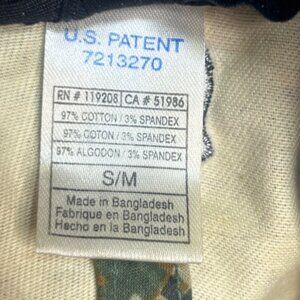 U.S. PATENT
7213270
RN # 119208 CA # 51986
97% COTTON / 3% SPANDEX
97% COTON / 3% SPANDEX
97% ALGODON / 3% SPANDEX
S/M
Made in Bangladesh
Fabrique en Bangladesh
Hecho en la Bangladesh